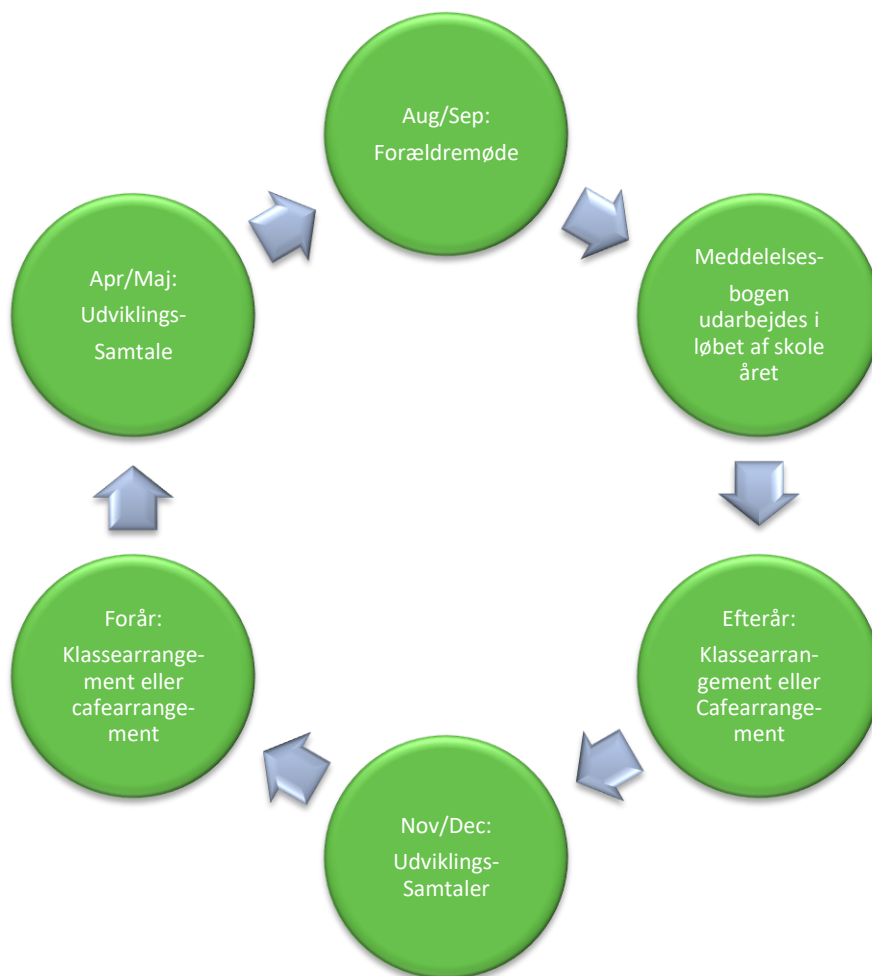 Aug/Sep:
Forældremøde
Meddelelses-
bogen
udarbejdes i
løbet af skole
året
Efterår:
Klassearran-
gement eller
Cafearrange-
ment
Nov/Dec:
Udviklings-
Samtaler
Forår:
Klassearrange-
ment eller
cafearrange-
ment
Apr/Maj:
Udviklings-
Samtale